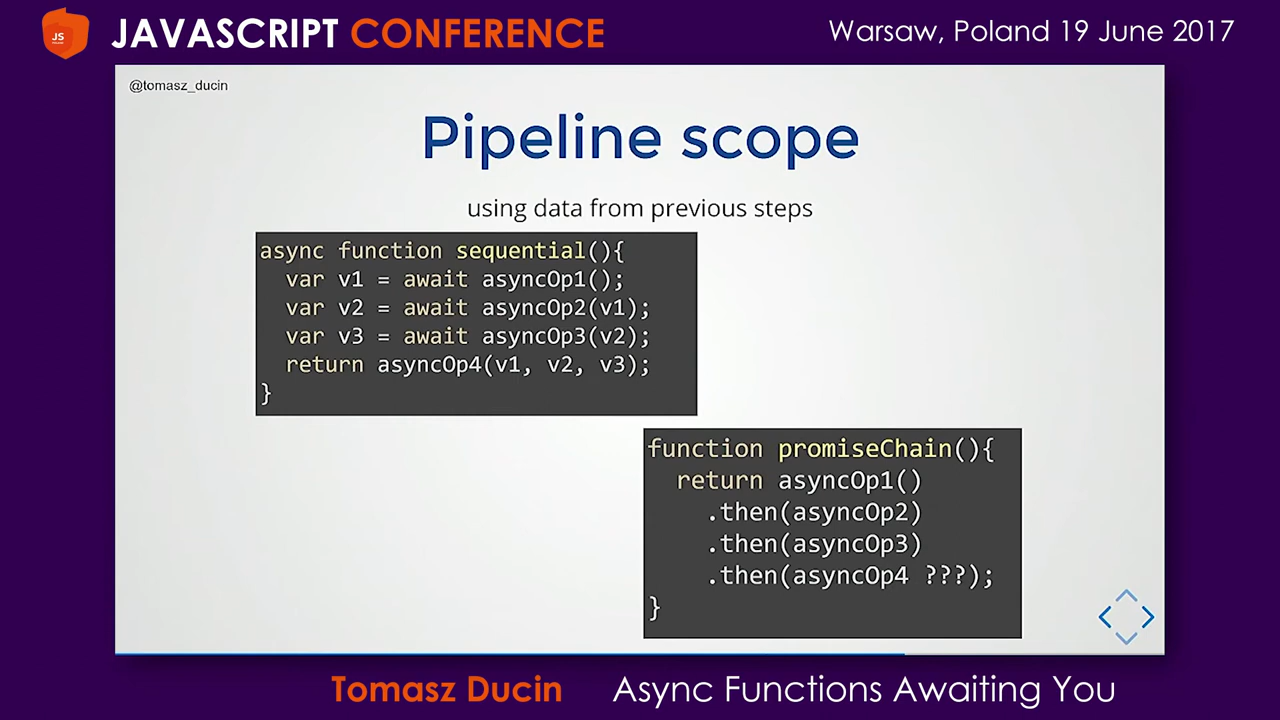 JS
JAVASCRIPT CONFERENCE
Warsaw, Poland 19 June 2017
@tomasz_ducin
Pipeline scope
using data from previous steps
async function sequential(){
  var v1 = await asyncOp1();
  var v2 = await asyncOp2(v1);
  var v3 = await asyncOp3(v2);
  return asyncOp4(v1, v2, v3);
}
function promiseChain(){
  return asyncOp1()
    .then(asyncOp2)
    .then(asyncOp3)
    .then(asyncOp4 ???);
}
Tomasz Ducin
Async Functions Awaiting You